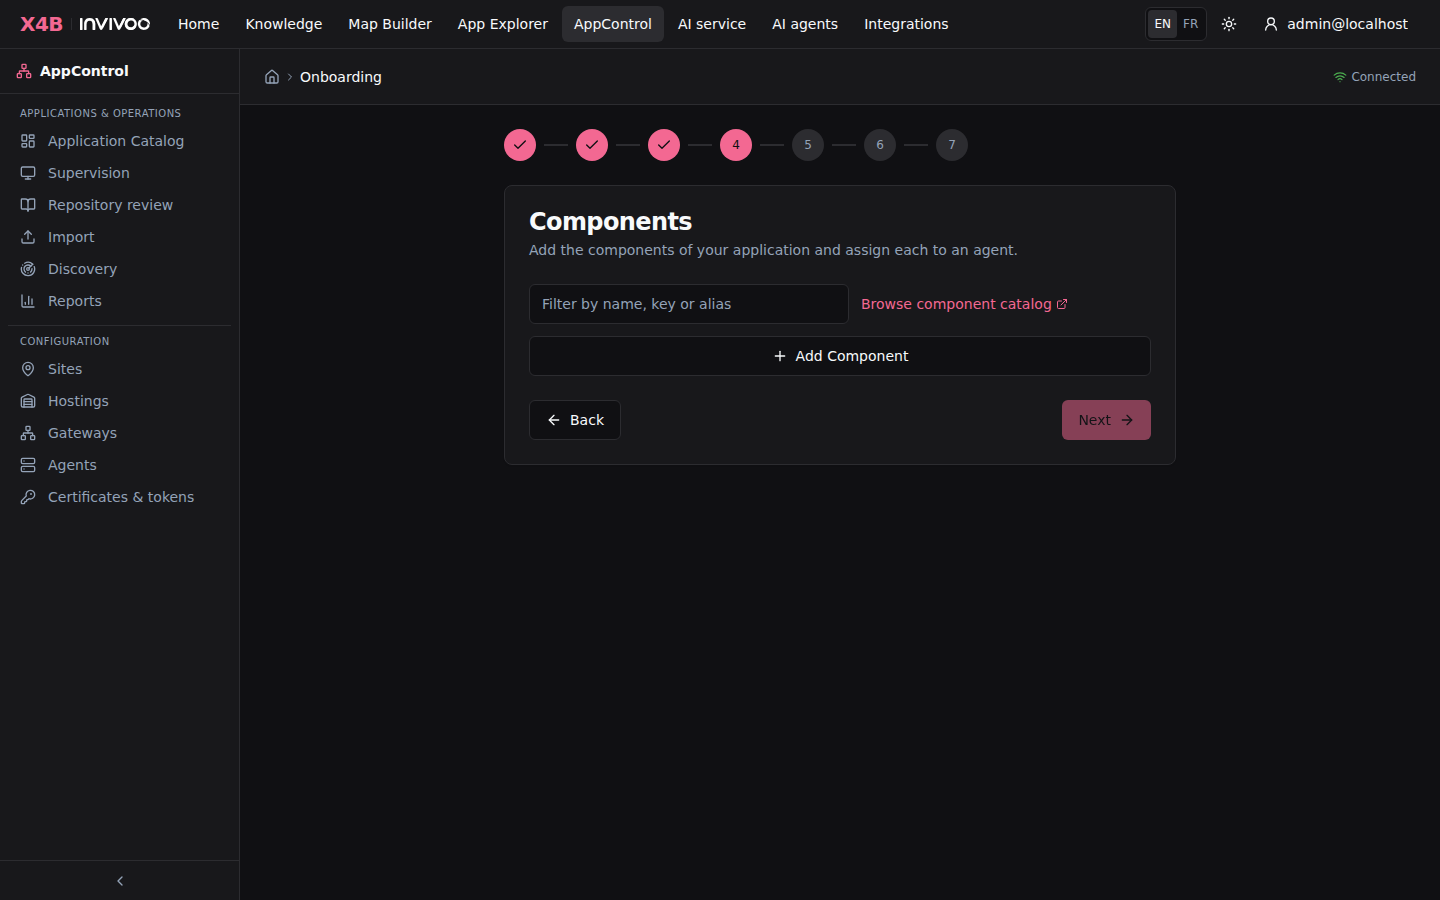 X4B INVIVOO Home Knowledge Map Builder App Explorer AppControl AI service AI agents Integrations EN FR admin@localhost
AppControl
Onboarding
Connected
APPLICATIONS & OPERATIONS
Application Catalog
Supervision
Repository review
Import
Discovery
Reports
CONFIGURATION
Sites
Hostings
Gateways
Agents
Certificates & tokens
4 5 6 7
Components
Add the components of your application and assign each to an agent.
Filter by name, key or alias
Browse component catalog
Add Component
Back
Next